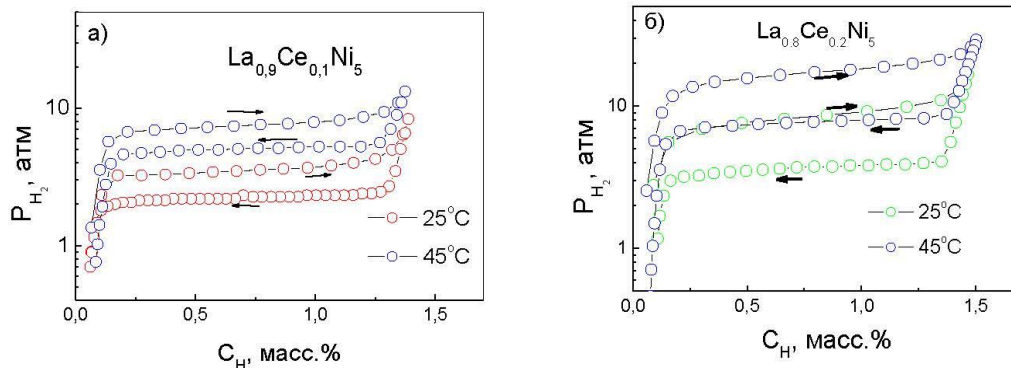 а)
La0,9Ce0,1Ni5
PH2, атм
10
1
25°C
45°C
0,0 0,5 1,0 1,5
CH, масс.%
б)
La0.8Ce0.2Ni5
PH2, атм
10
1
25°C
45°C
0,0 0,5 1,0 1,5
CH, масс.%